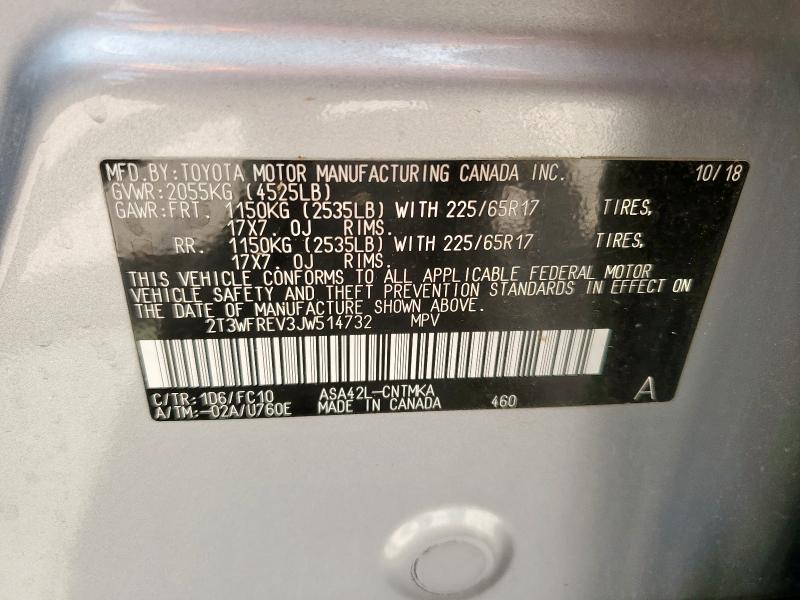 MFD.BY:TOYOTA MOTOR MANUFACTURING CANADA INC. 10/18
GVWR:2055KG (4525LB)
GAWR:FRT. 1150KG (2535LB) WITH 225/65R17 TIRES,
17X7.0J RIMS.
RR. 1150KG (2535LB) WITH 225/65R17 TIRES,
17X7.0J RIMS.
THIS VEHICLE CONFORMS TO ALL APPLICABLE FEDERAL MOTOR
VEHICLE SAFETY AND THEFT PREVENTION STANDARDS IN EFFECT ON
THE DATE OF MANUFACTURE SHOWN ABOVE.
2T3WFREV3JW514732 MPV
C/TR:1D6/FC10 ASA42L-CNTMKA A
A/TM:-02A/U760E MADE IN CANADA 460